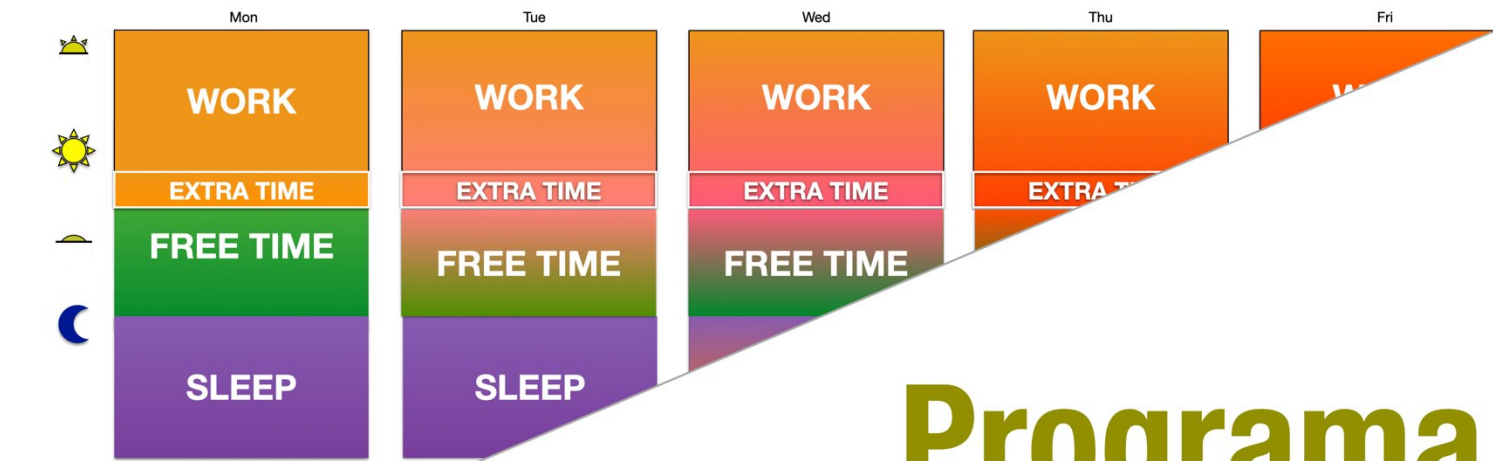 Mon Tue Wed Thu Fri
WORK WORK WORK WORK
EXTRA TIME EXTRA TIME EXTRA TIME EXTRA
FREE TIME FREE TIME FREE TIME
SLEEP SLEEP
Programa